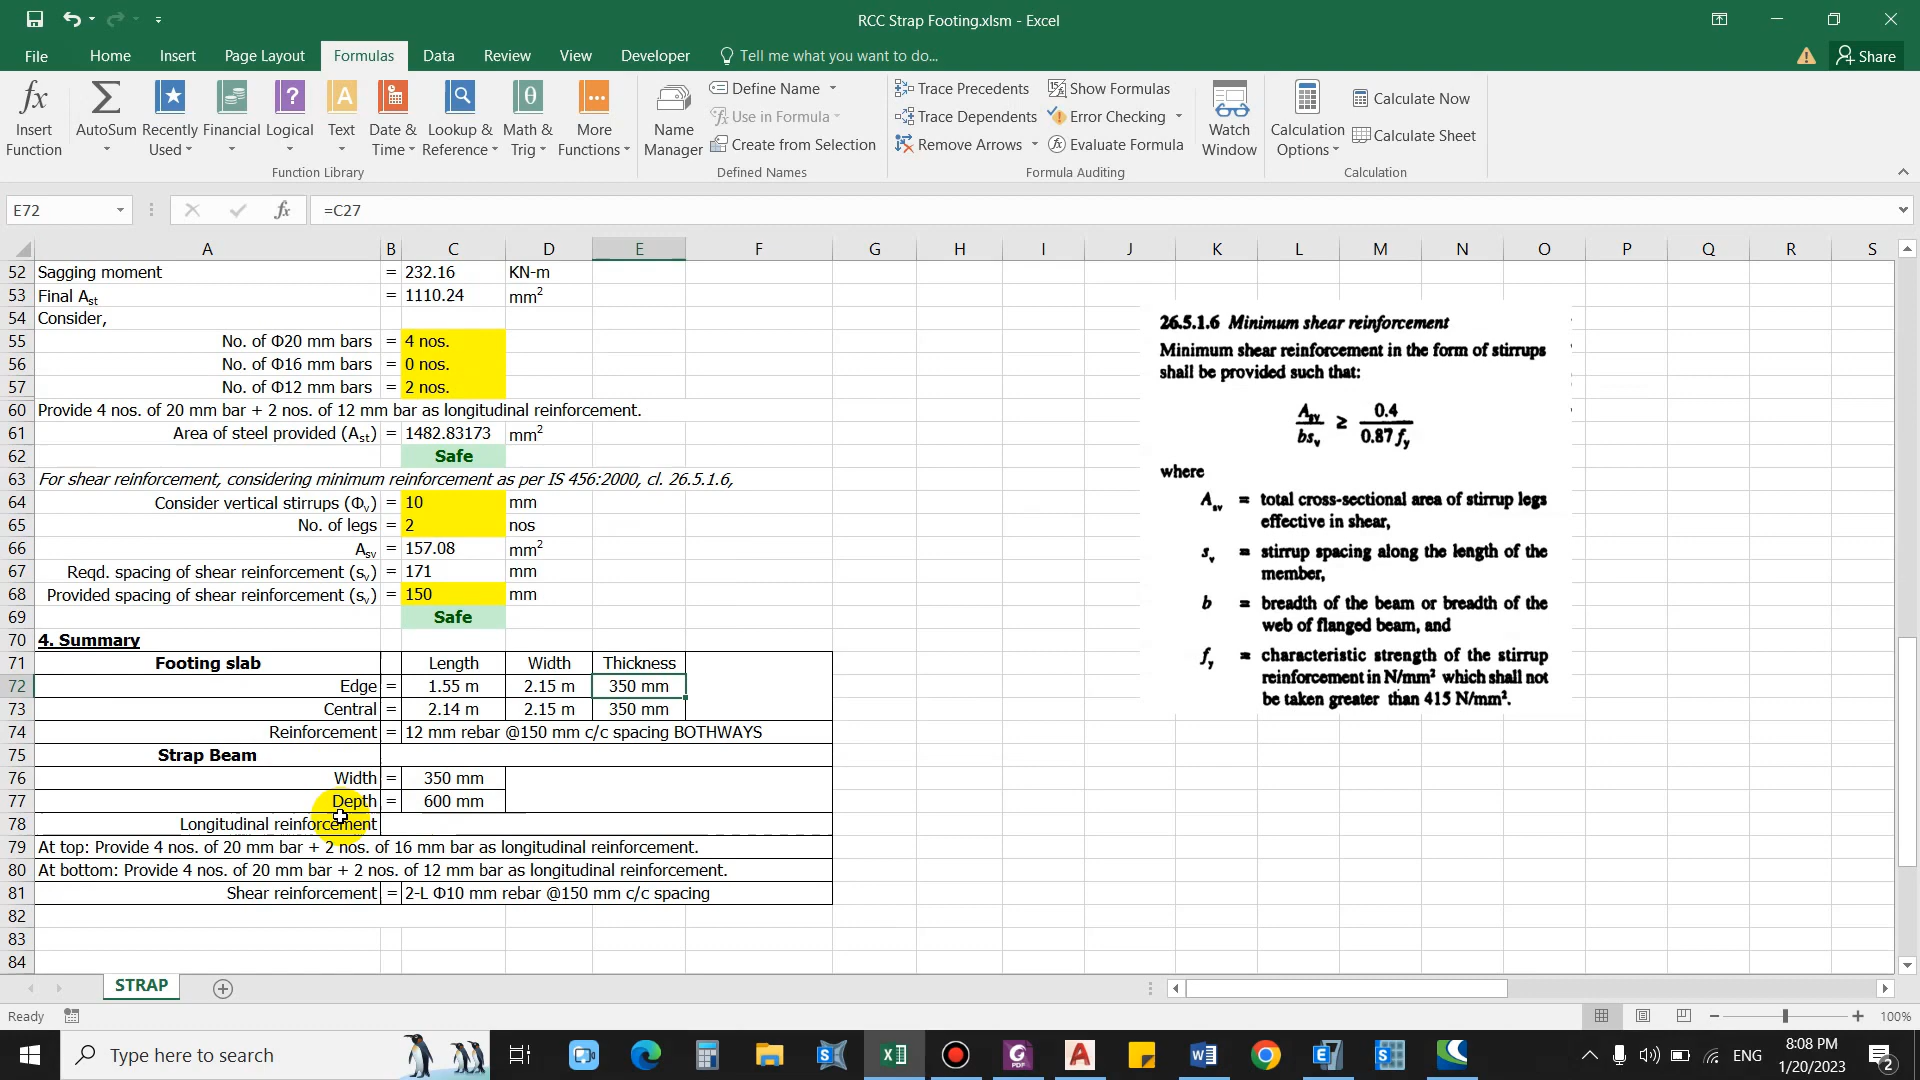 RCC Strap Footing.xlsm - Excel
File Home Insert Page Layout Formulas Data Review View Developer Tell me what you want to do... Share
Insert Function
AutoSum
Recently Used
Financial
Logical
Text
Date & Time
Lookup & Reference
Math & Trig
More Functions
Function Library
Name Manager
Define Name
Use in Formula
Create from Selection
Defined Names
Trace Precedents
Trace Dependents
Remove Arrows
Show Formulas
Error Checking
Evaluate Formula
Formula Auditing
Watch Window
Calculation Options
Calculate Now
Calculate Sheet
Calculation
E72 fx =C27
A B C D E F G H I J K L M N O P Q R S
52 Sagging moment = 232.16 KN-m
53 Final Ast = 1110.24 mm2
54 Consider,
55 No. of Φ20 mm bars = 4 nos.
56 No. of Φ16 mm bars = 0 nos.
57 No. of Φ12 mm bars = 2 nos.
60 Provide 4 nos. of 20 mm bar + 2 nos. of 12 mm bar as longitudinal reinforcement.
61 Area of steel provided (Ast) = 1482.83173 mm2
62 Safe
63 For shear reinforcement, considering minimum reinforcement as per IS 456:2000, cl. 26.5.1.6,
64 Consider vertical stirrups (Φv) = 10 mm
65 No. of legs = 2 nos
66 Asv = 157.08 mm2
67 Reqd. spacing of shear reinforcement (sv) = 171 mm
68 Provided spacing of shear reinforcement (sv) = 150 mm
69 Safe
70 4. Summary
71 Footing slab Length Width Thickness
72 Edge = 1.55 m 2.15 m 350 mm
73 Central = 2.14 m 2.15 m 350 mm
74 Reinforcement = 12 mm rebar @150 mm c/c spacing BOTHWAYS
75 Strap Beam
76 Width = 350 mm
77 Depth = 600 mm
78 Longitudinal reinforcement
79 At top: Provide 4 nos. of 20 mm bar + 2 nos. of 16 mm bar as longitudinal reinforcement.
80 At bottom: Provide 4 nos. of 20 mm bar + 2 nos. of 12 mm bar as longitudinal reinforcement.
81 Shear reinforcement = 2-L Φ10 mm rebar @150 mm c/c spacing
82
83
84
26.5.1.6 Minimum shear reinforcement
Minimum shear reinforcement in the form of stirrups
shall be provided such that:
Asv / bsv ≥ 0.4 / 0.87 fy
where
Asv = total cross-sectional area of stirrup legs
effective in shear,
sv = stirrup spacing along the length of the
member,
b = breadth of the beam or breadth of the
web of flanged beam, and
fy = characteristic strength of the stirrup
reinforcement in N/mm² which shall not
be taken greater than 415 N/mm².
STRAP
Ready 100%
Type here to search
ENG
8:08 PM
1/20/2023
2